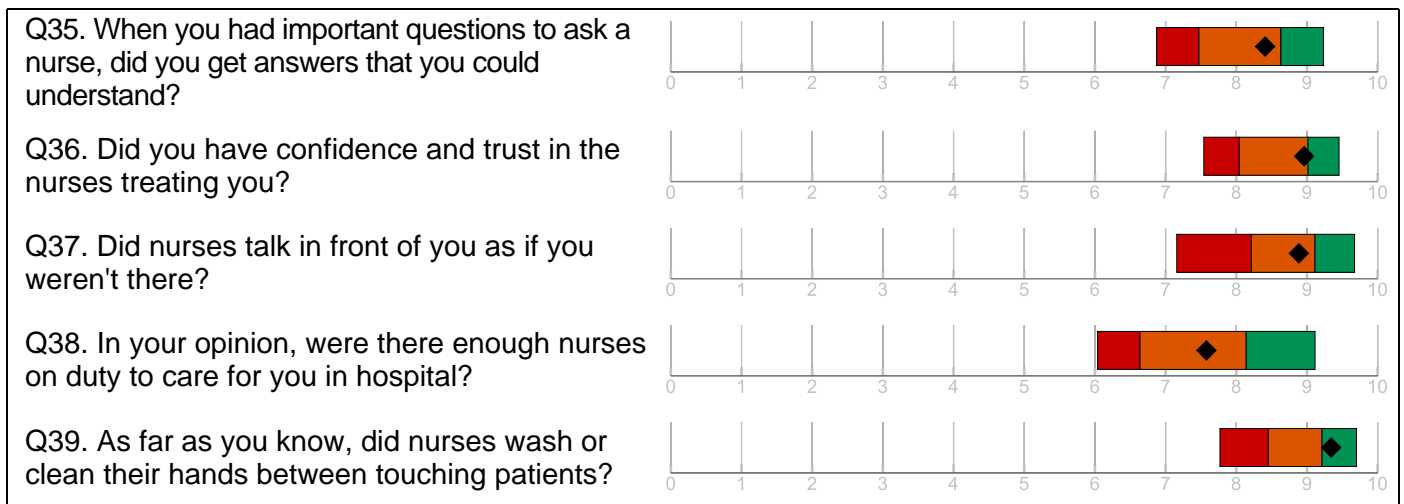 Q35. When you had important questions to ask a
nurse, did you get answers that you could
understand?
0 1 2 3 4 5 6 7 8 9 10
Q36. Did you have confidence and trust in the
nurses treating you?
0 1 2 3 4 5 6 7 8 9 10
Q37. Did nurses talk in front of you as if you
weren't there?
0 1 2 3 4 5 6 7 8 9 10
Q38. In your opinion, were there enough nurses
on duty to care for you in hospital?
0 1 2 3 4 5 6 7 8 9 10
Q39. As far as you know, did nurses wash or
clean their hands between touching patients?
0 1 2 3 4 5 6 7 8 9 10